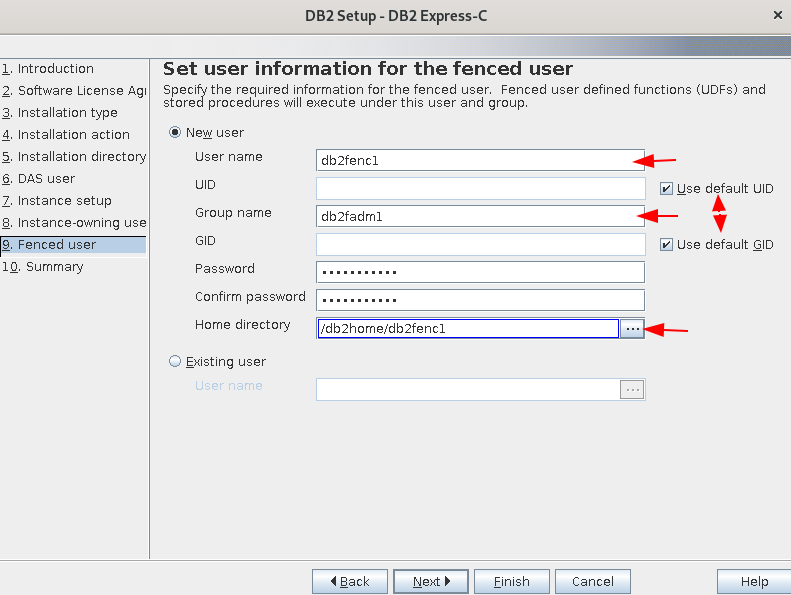 DB2 Setup - DB2 Express-C
1. Introduction
2. Software License Agr
3. Installation type
4. Installation action
5. Installation directory
6. DAS user
7. Instance setup
8. Instance-owning use
9. Fenced user
10. Summary
Set user information for the fenced user
Specify the required information for the fenced user. Fenced user defined functions (UDFs) and
stored procedures will execute under this user and group.
New user
User name db2fenc1
UID Use default UID
Group name db2fadm1
GID Use default GID
Password •••••••••••
Confirm password •••••••••••
Home directory /db2home/db2fenc1 ...
Existing user
User name ...
Back Next Finish Cancel Help